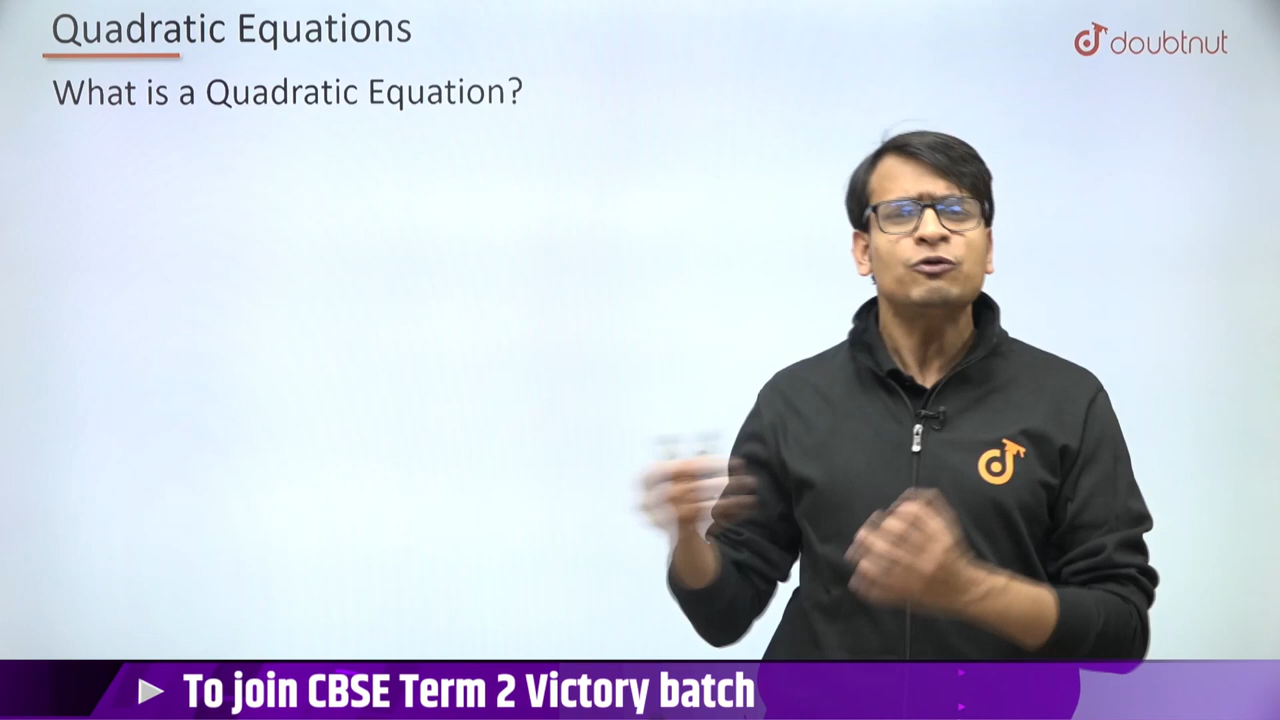 Quadratic Equations
doubtnut
What is a Quadratic Equation?
To join CBSE Term 2 Victory batch